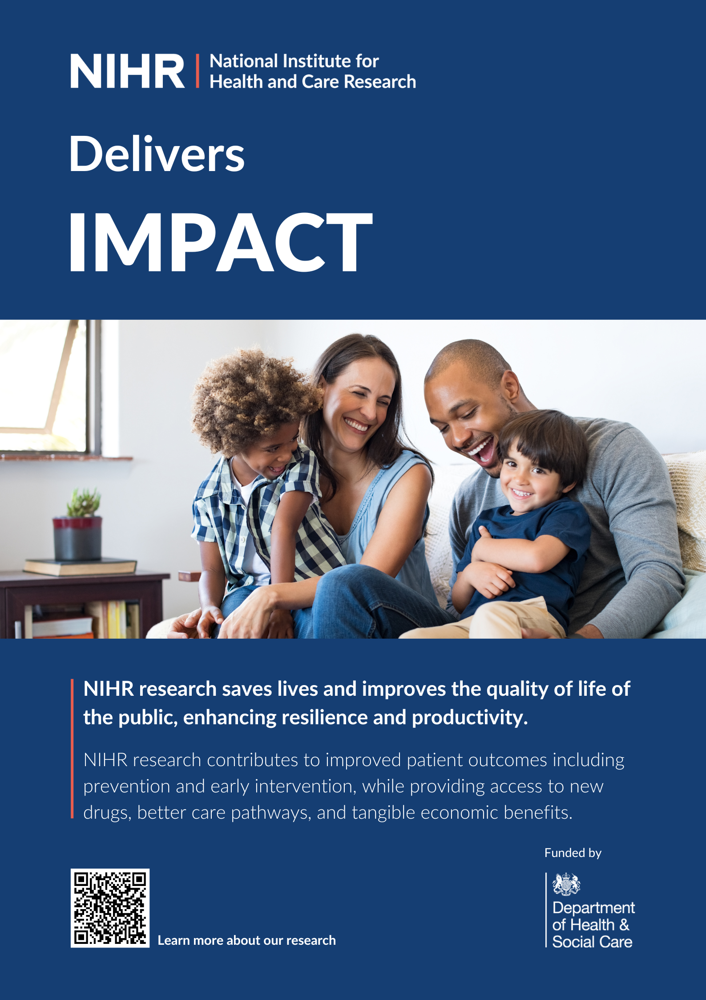 NIHR
National Institute for
Health and Care Research
Delivers
IMPACT
NIHR research saves lives and improves the quality of life of
the public, enhancing resilience and productivity.
NIHR research contributes to improved patient outcomes including
prevention and early intervention, while providing access to new
drugs, better care pathways, and tangible economic benefits.
Funded by
Department
of Health &
Social Care
Learn more about our research